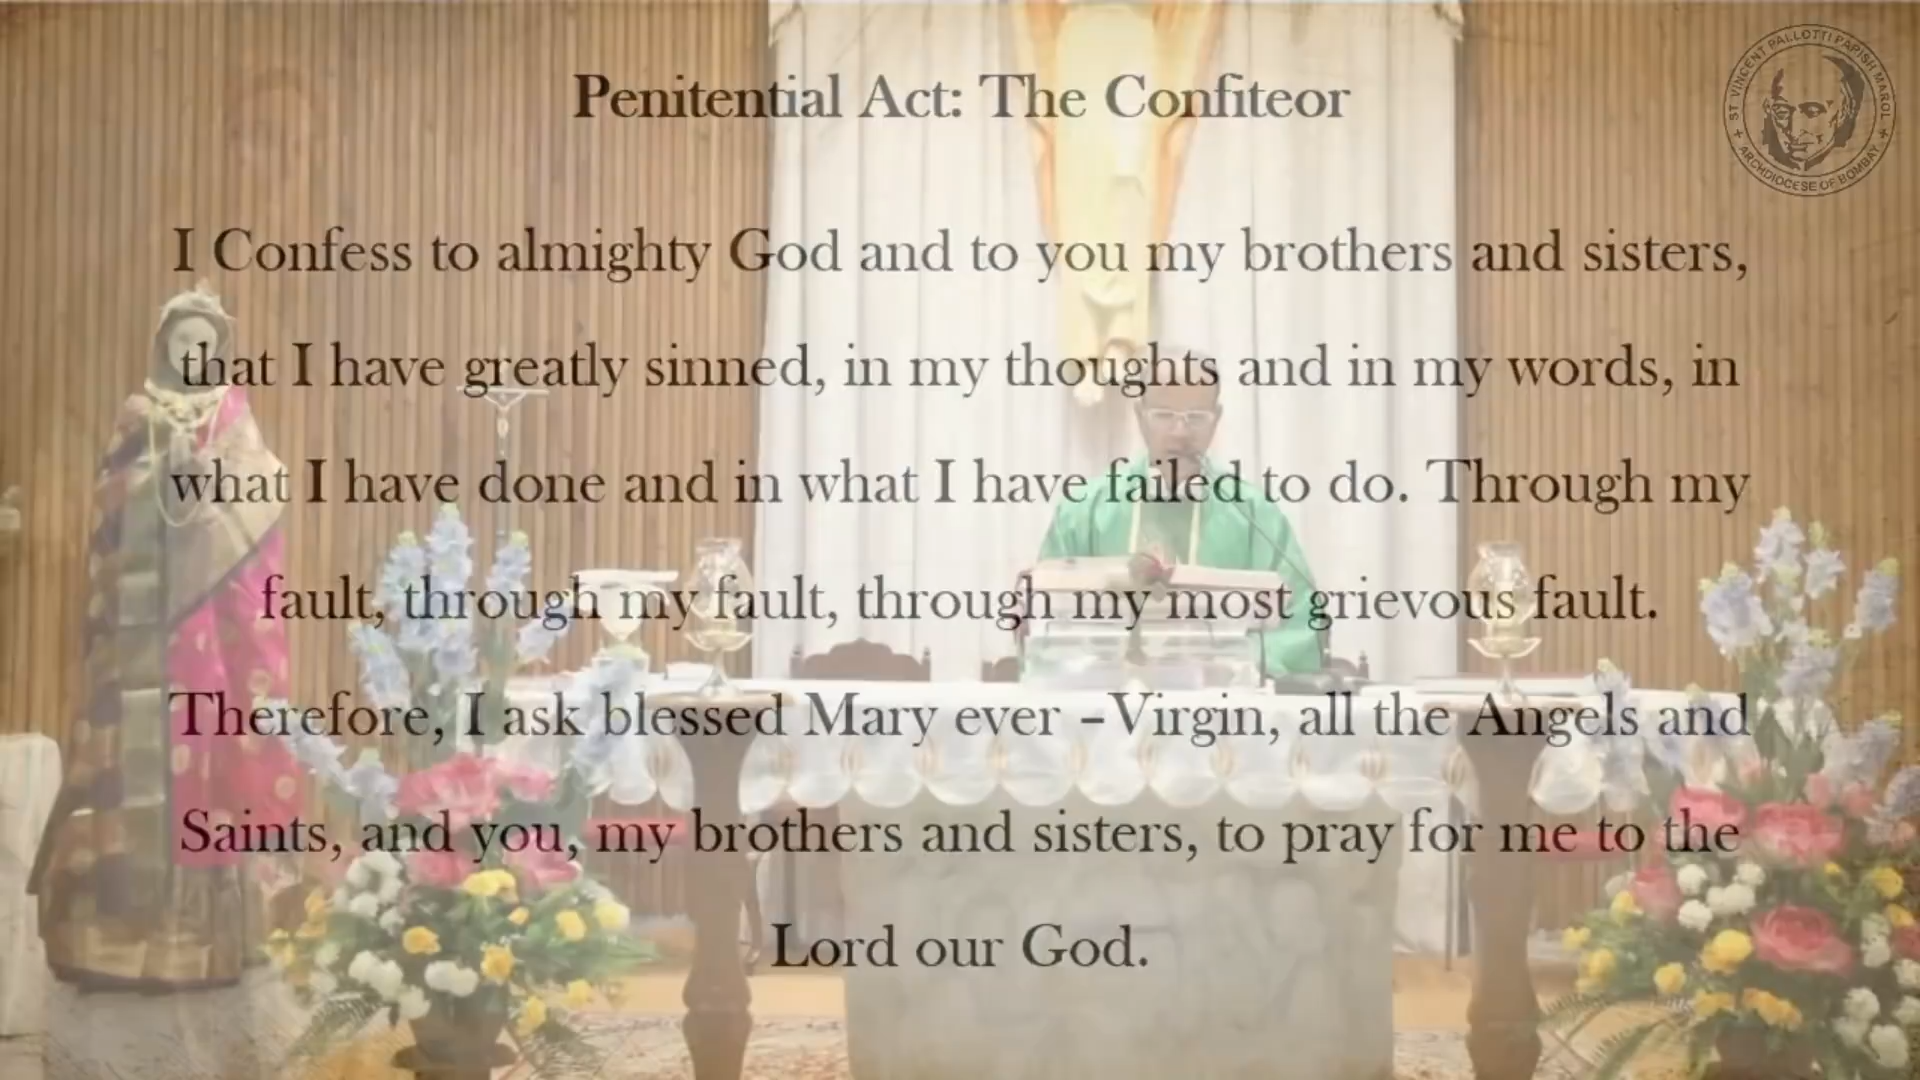 Penitential Act: The Confiteor
ST VINCENT PALLOTTI PARISH MAROL
ARCHDIOCESE OF BOMBAY
I Confess to almighty God and to you my brothers and sisters,
that I have greatly sinned, in my thoughts and in my words, in
what I have done and in what I have failed to do. Through my
fault, through my fault, through my most grievous fault.
Therefore, I ask blessed Mary ever –Virgin, all the Angels and
Saints, and you, my brothers and sisters, to pray for me to the
Lord our God.